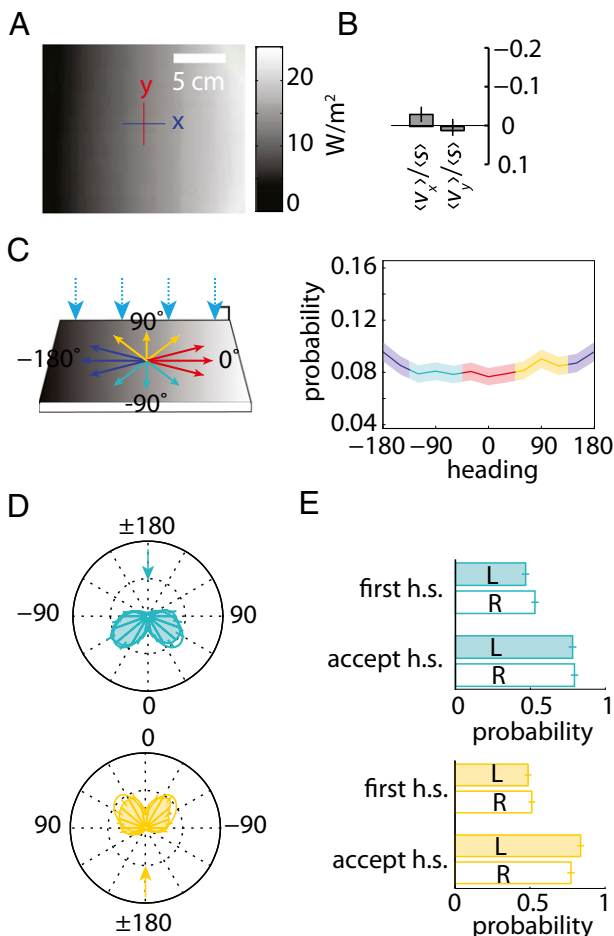 A
B
y
x
5 cm
20
10
0
W/m²
−0.2
−0.1
0
0.1
⟨v_x⟩/⟨s⟩
⟨v_y⟩/⟨s⟩
C
90°
−180°
0°
-90°
probability
0.16
0.12
0.08
0.04
−180
−90
0
90
180
heading
D
±180
−90
90
0
0
90
−90
±180
E
first h.s.
L
R
accept h.s.
L
R
0
0.5
1
probability
first h.s.
L
R
accept h.s.
L
R
0
0.5
1
probability